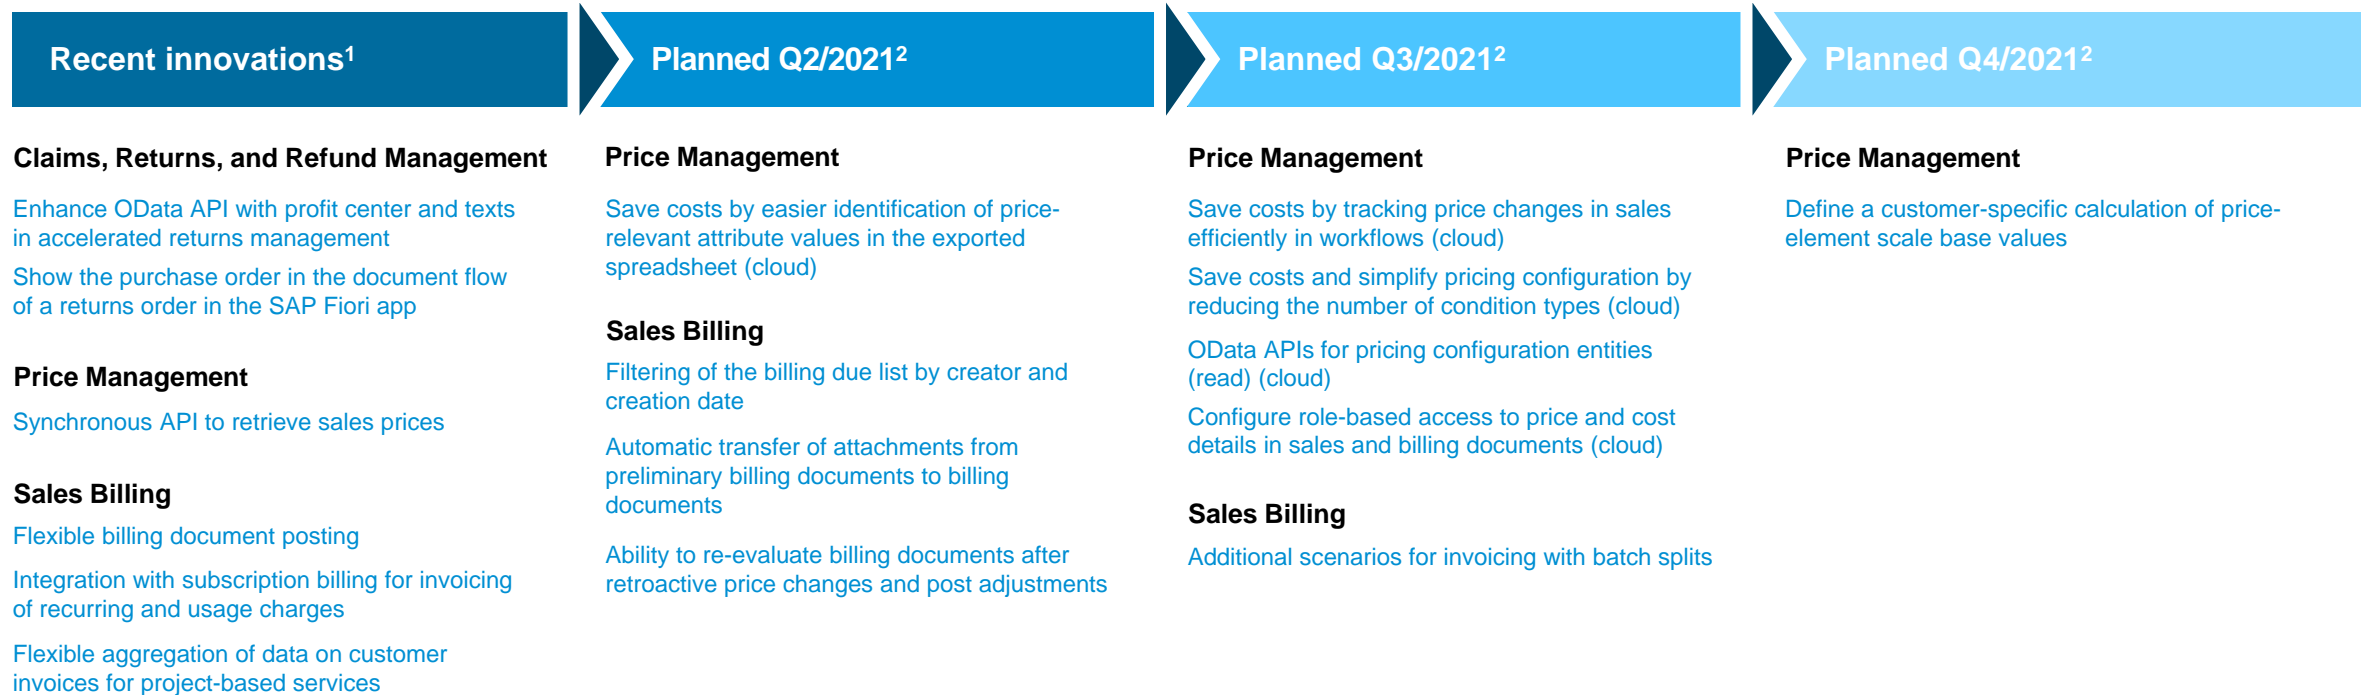 Recent innovations1
Planned Q2/20212
Planned Q3/20212
Planned Q4/20212
Claims, Returns, and Refund Management
Enhance OData API with profit center and texts
in accelerated returns management
Show the purchase order in the document flow
of a returns order in the SAP Fiori app
Price Management
Synchronous API to retrieve sales prices
Sales Billing
Flexible billing document posting
Integration with subscription billing for invoicing
of recurring and usage charges
Flexible aggregation of data on customer
invoices for project-based services
Price Management
Save costs by easier identification of price-
relevant attribute values in the exported
spreadsheet (cloud)
Sales Billing
Filtering of the billing due list by creator and
creation date
Automatic transfer of attachments from
preliminary billing documents to billing
documents
Ability to re-evaluate billing documents after
retroactive price changes and post adjustments
Price Management
Save costs by tracking price changes in sales
efficiently in workflows (cloud)
Save costs and simplify pricing configuration by
reducing the number of condition types (cloud)
OData APIs for pricing configuration entities
(read) (cloud)
Configure role-based access to price and cost
details in sales and billing documents (cloud)
Sales Billing
Additional scenarios for invoicing with batch splits
Price Management
Define a customer-specific calculation of price-
element scale base values